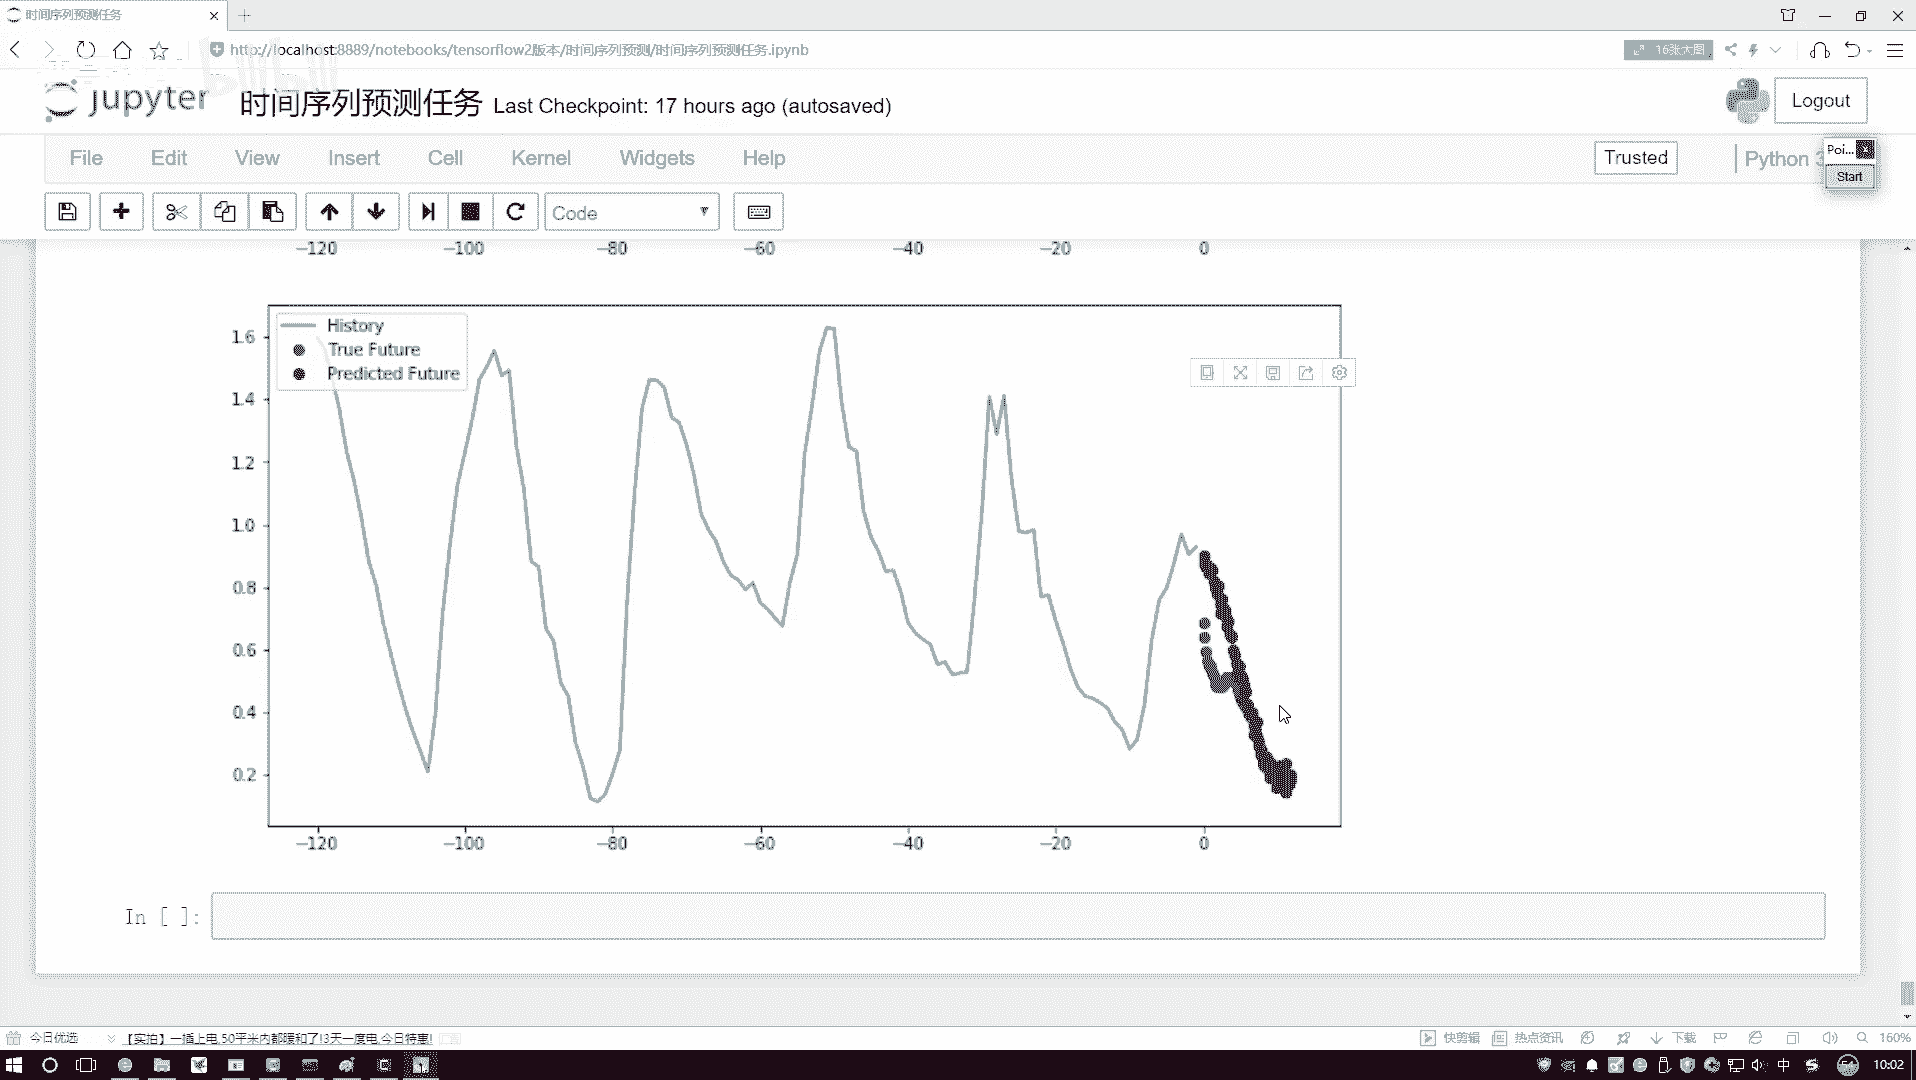 时间序列预测任务
http://localhost:8889/notebooks/tensorflow2版本/时间序列预测/时间序列预测任务.ipynb
16张大图
bilibili
jupyter 时间序列预测任务 Last Checkpoint: 17 hours ago (autosaved)
Logout
File Edit View Insert Cell Kernel Widgets Help
Trusted
Python 3
Poi... x
Start
Code
−120 −100 −80 −60 −40 −20 0
History
True Future
Predicted Future
1.6
1.4
1.2
1.0
0.8
0.6
0.4
0.2
−120 −100 −80 −60 −40 −20 0
In [ ]:
今日优选
【实拍】一插上电,50平米内都暖和了!3天一度电,今日特惠!
快剪辑 热点资讯 下载 160%
中 54 10:02